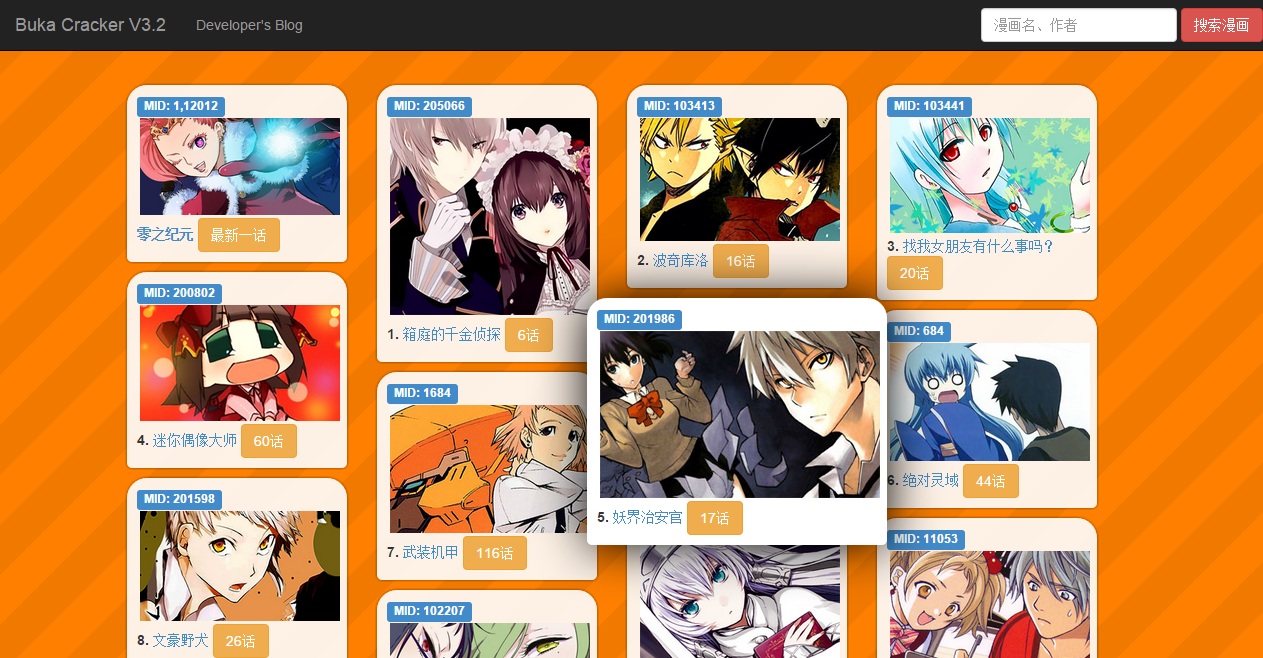 Buka Cracker V3.2 Developer's Blog 漫画名、作者 搜索漫画
MID: 1,12012
零之纪元 最新一话
MID: 205066
1. 箱庭的千金侦探 6话
MID: 103413
2. 波奇库洛 16话
MID: 103441
3. 找我女朋友有什么事吗？
20话
MID: 200802
4. 迷你偶像大师 60话
MID: 201986
5. 妖界治安官 17话
MID: 684
6. 绝对灵域 44话
MID: 1684
7. 武装机甲 116话
MID: 201598
8. 文豪野犬 26话
MID: 102207
MID: 11053